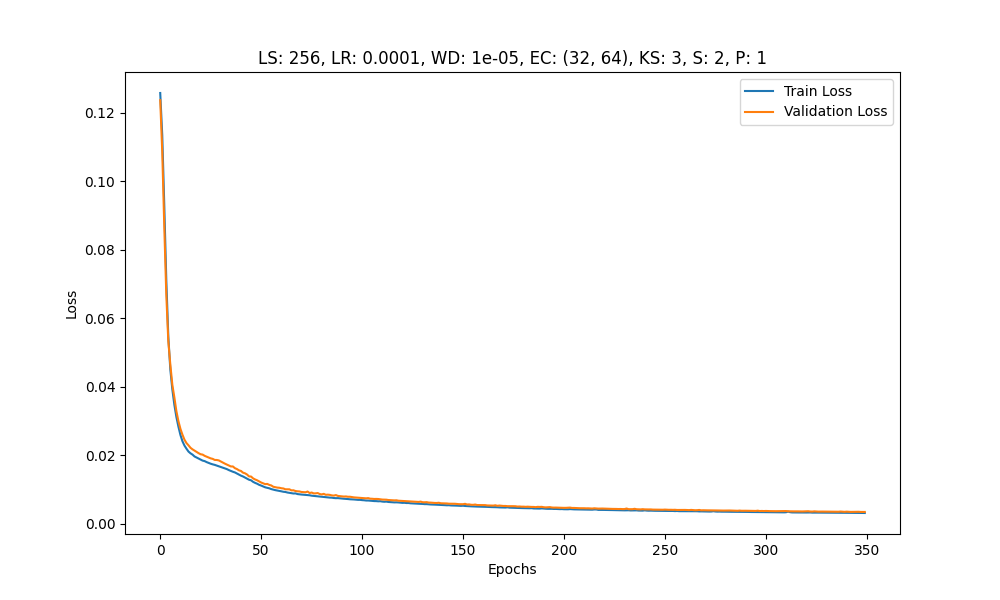 LS: 256, LR: 0.0001, WD: 1e-05, EC: (32, 64), KS: 3, S: 2, P: 1
Train Loss
Validation Loss
0.12
0.10
0.08
0.06
0.04
0.02
0.00
Loss
0 50 100 150 200 250 300 350
Epochs